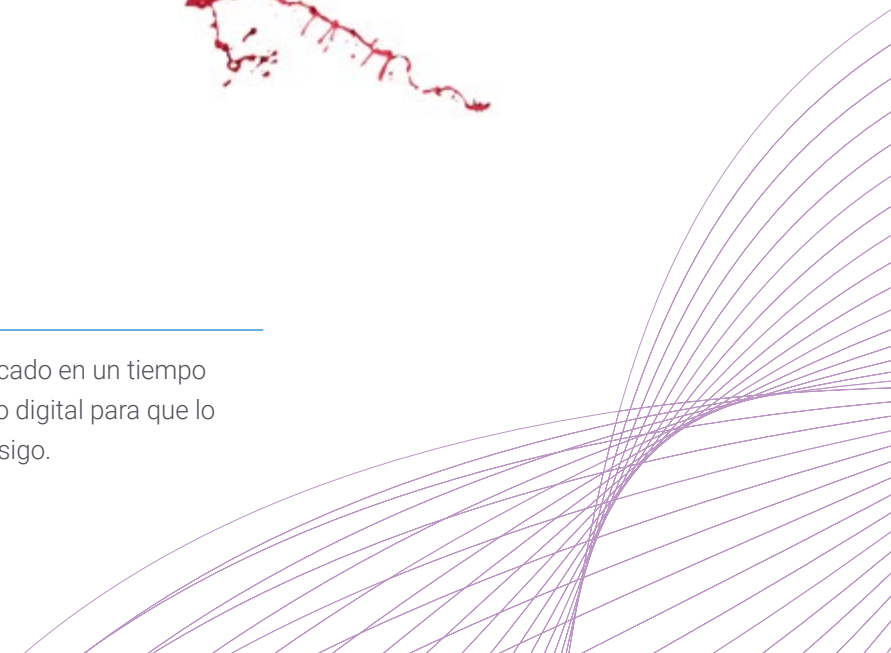 cado en un tiempo
o digital para que lo
sigo.